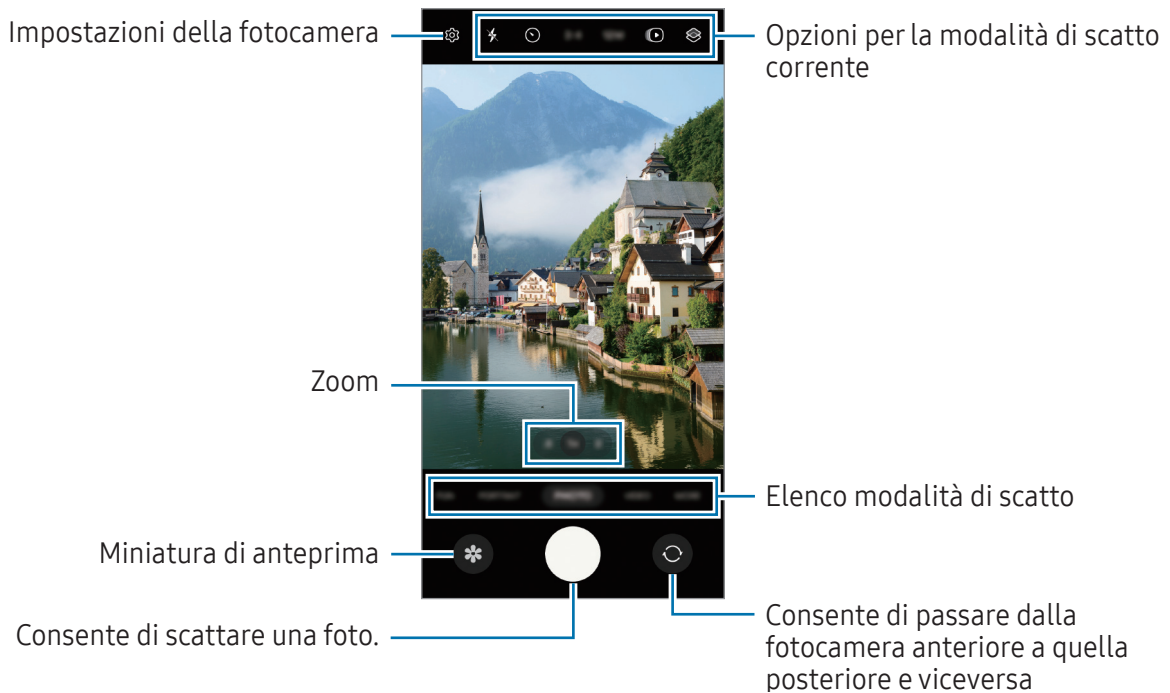 Impostazioni della fotocamera
Opzioni per la modalità di scatto
corrente
Zoom
Elenco modalità di scatto
Miniatura di anteprima
Consente di scattare una foto.
Consente di passare dalla
fotocamera anteriore a quella
posteriore e viceversa